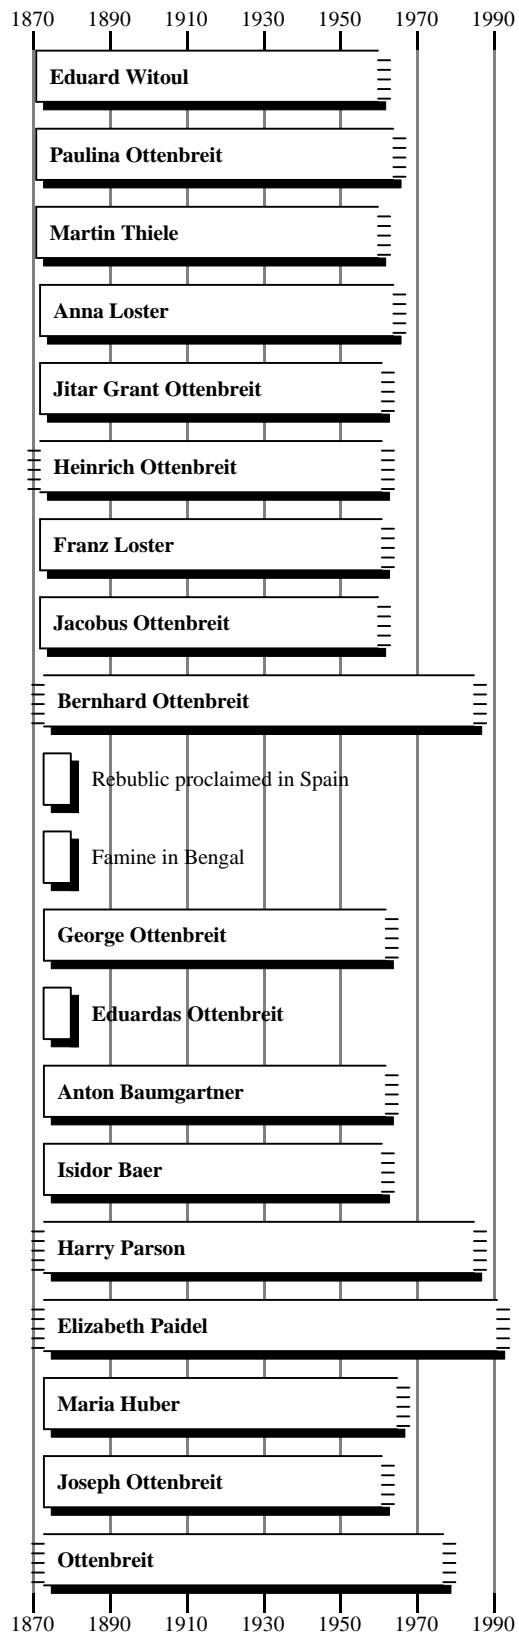 1870 1890 1910 1930 1950 1970 1990
Eduard Witoul
Paulina Ottenbreit
Martin Thiele
Anna Loster
Jitar Grant Ottenbreit
Heinrich Ottenbreit
Franz Loster
Jacobus Ottenbreit
Bernhard Ottenbreit
Rebublic proclaimed in Spain
Famine in Bengal
George Ottenbreit
Eduardas Ottenbreit
Anton Baumgartner
Isidor Baer
Harry Parson
Elizabeth Paidel
Maria Huber
Joseph Ottenbreit
Ottenbreit
1870 1890 1910 1930 1950 1970 1990